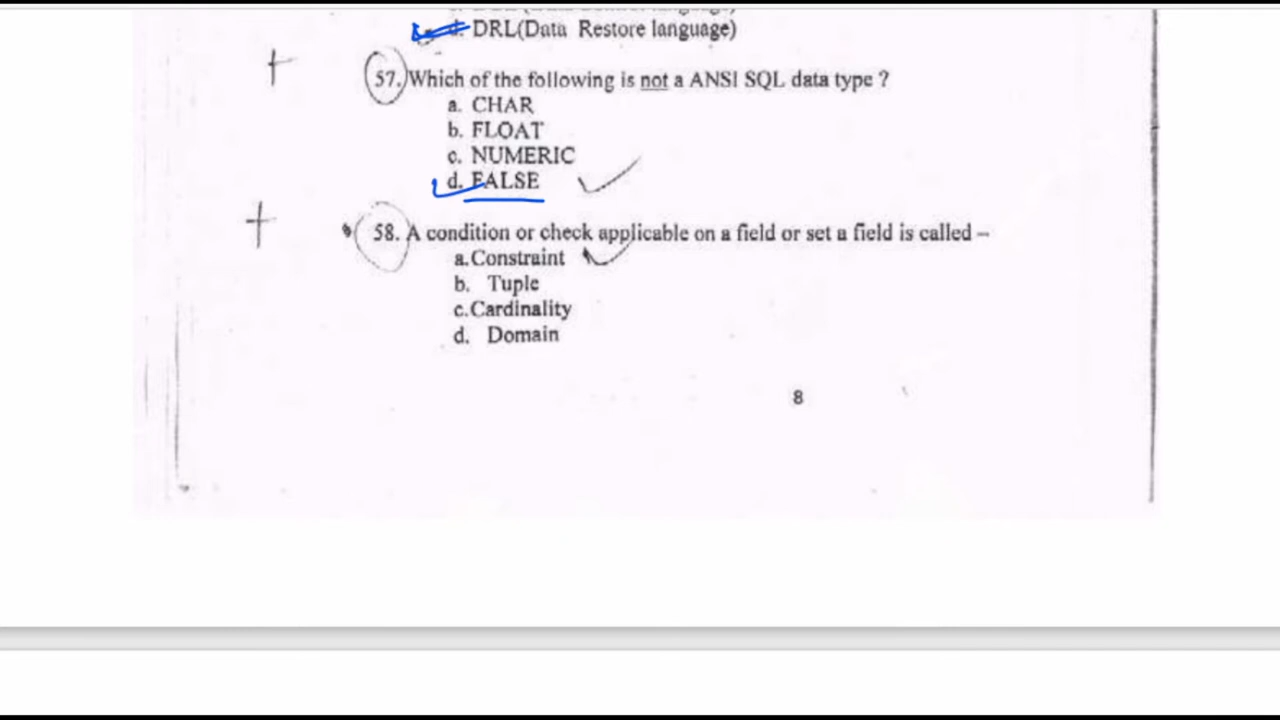 d. DRL(Data Restore language)
57. Which of the following is not a ANSI SQL data type ?
a. CHAR
b. FLOAT
c. NUMERIC
d. FALSE
58. A condition or check applicable on a field or set a field is called –
a.Constraint
b. Tuple
c.Cardinality
d. Domain
8